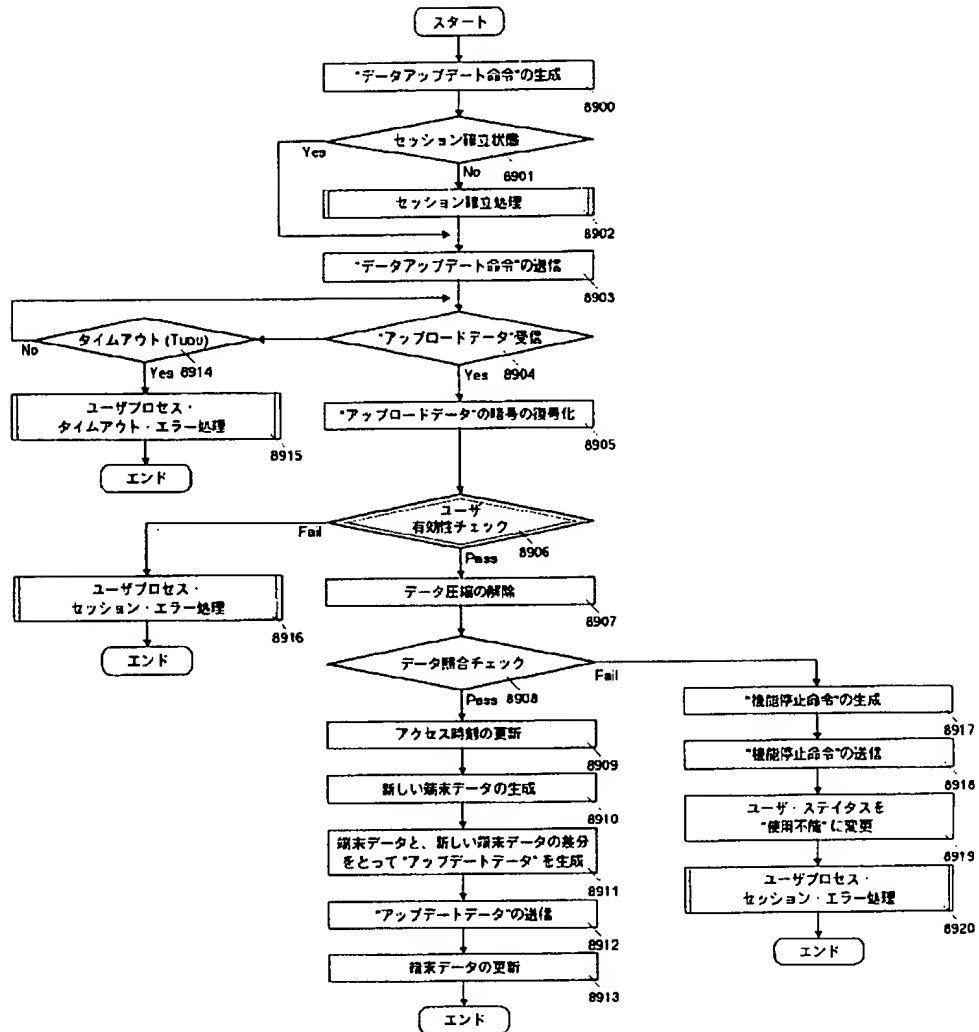 スタート
"データアップデート命令"の生成
8900
セッション確立状態
Yes
8901
No
セッション確立処理
8902
"データアップデート命令"の送信
8903
タイムアウト (TUDU)
"アップロードデータ"受信
No
Yes
8914
8904
Yes
ユーザプロセス・
タイムアウト・エラー処理
8915
"アップロードデータ"の暗号の復号化
8905
エンド
ユーザ
有効性チェック
Fail
8906
Pass
ユーザプロセス・
セッション・エラー処理
8916
データ圧縮の解除
8907
エンド
データ照合チェック
Fail
8908
Pass
"機能停止命令"の生成
8917
アクセス時刻の更新
8909
"機能停止命令"の送信
8918
新しい端末データの生成
8910
ユーザ・ステイタスを
"使用不能"に変更
8919
端末データと、新しい端末データの差分
をとって"アップデートデータ"を生成
8911
ユーザプロセス・
セッション・エラー処理
8920
"アップデートデータ"の送信
8912
エンド
端末データの更新
8913
エンド